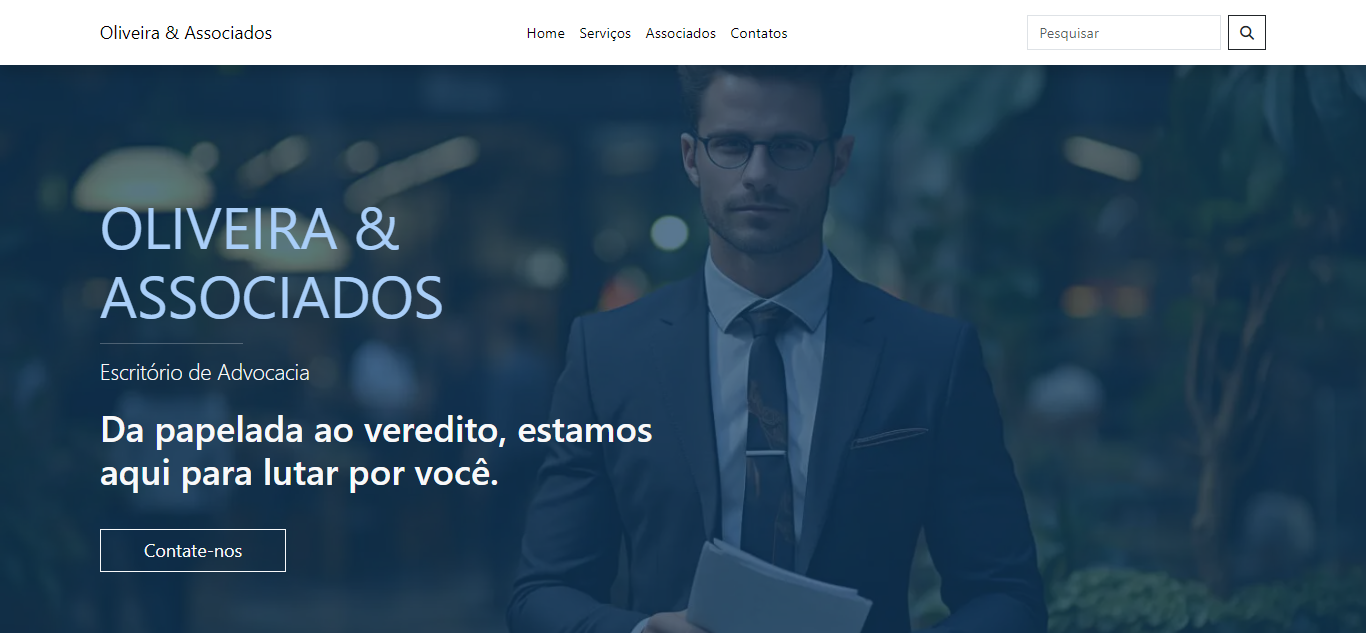 Oliveira & Associados
Home Serviços Associados Contatos
Pesquisar
OLIVEIRA &
ASSOCIADOS
Escritório de Advocacia
Da papelada ao veredito, estamos
aqui para lutar por você.
Contate-nos